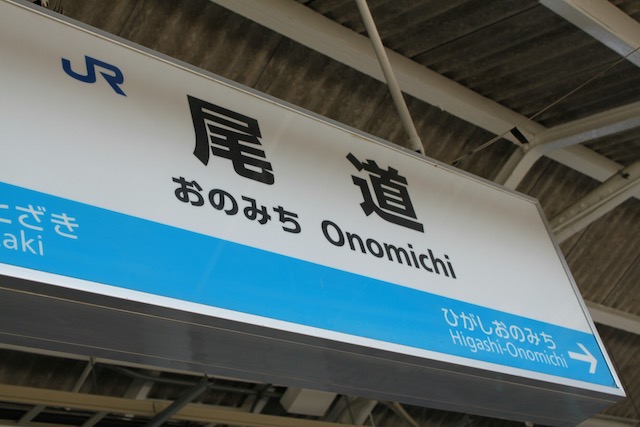 JR
尾道
おのみち Onomichi
ざき
aki
ひがしおのみち
Higashi-Onomichi